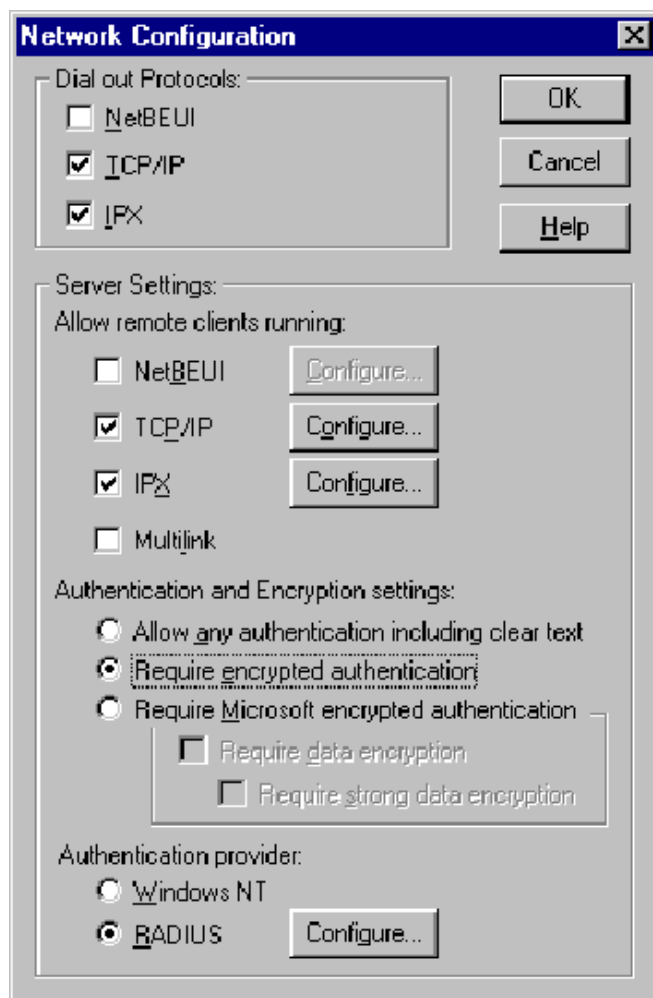 Network Configuration
Dial out Protocols:
NetBEUI
TCP/IP
IPX
OK
Cancel
Help
Server Settings:
Allow remote clients running:
NetBEUI Configure...
TCP/IP Configure...
IPX Configure...
Multilink
Authentication and Encryption settings:
Allow any authentication including clear text
Require encrypted authentication
Require Microsoft encrypted authentication
Require data encryption
Require strong data encryption
Authentication provider:
Windows NT
RADIUS Configure...